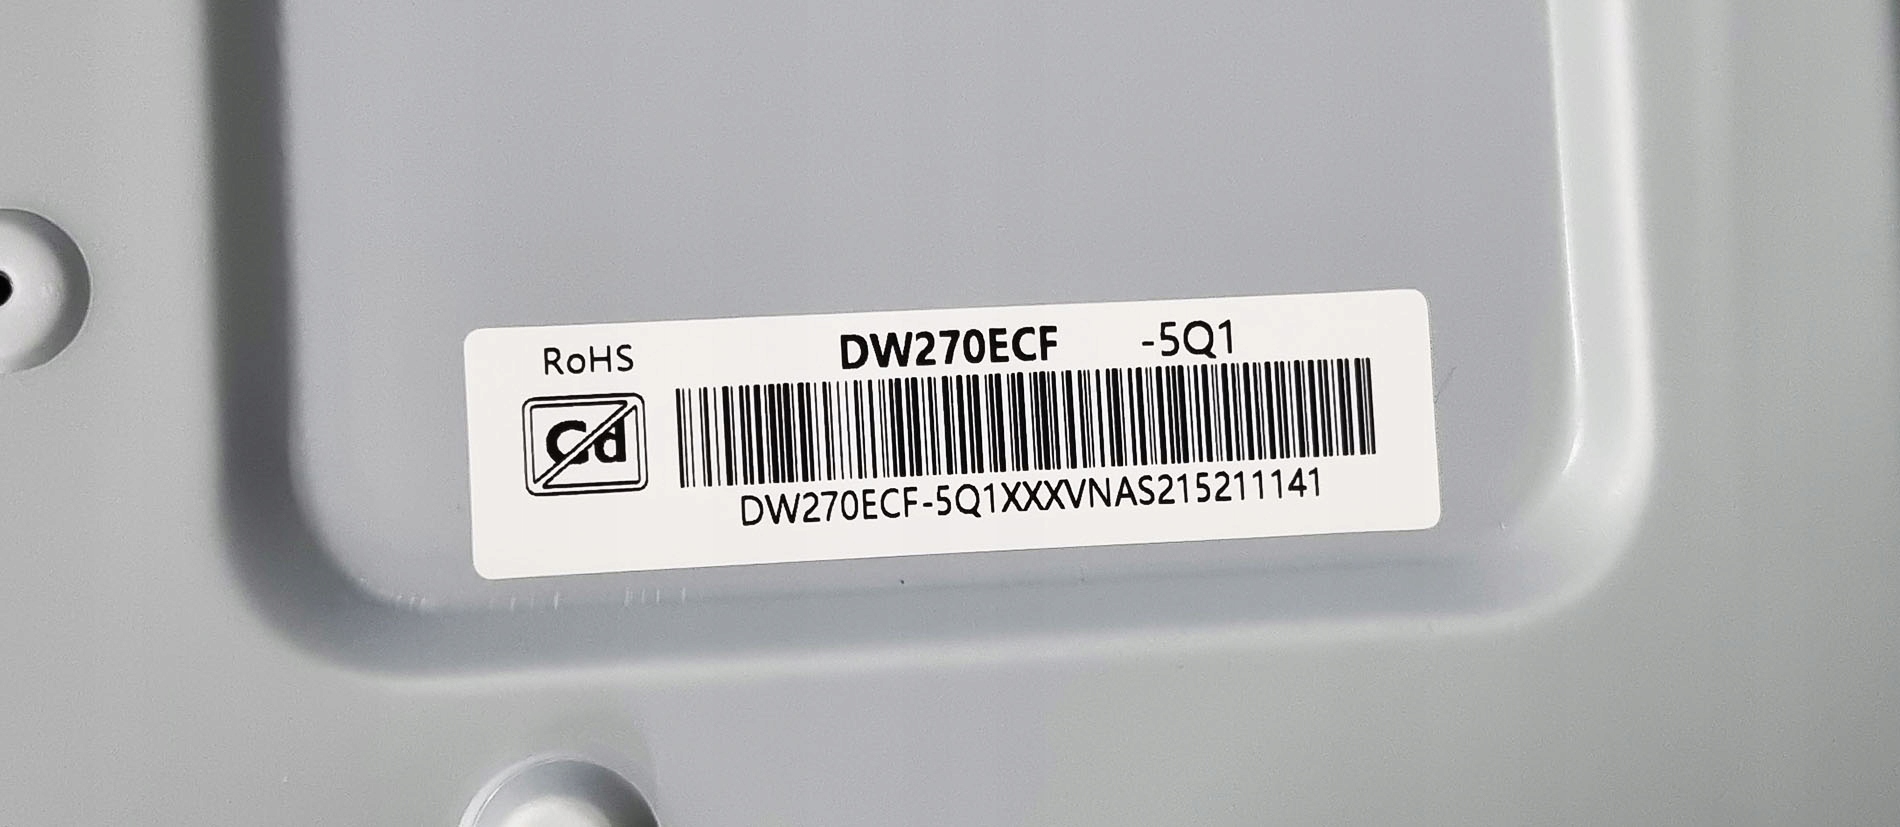 RoHS DW270ECF -5Q1
Cd
DW270ECF-5Q1XXXVNAS215211141